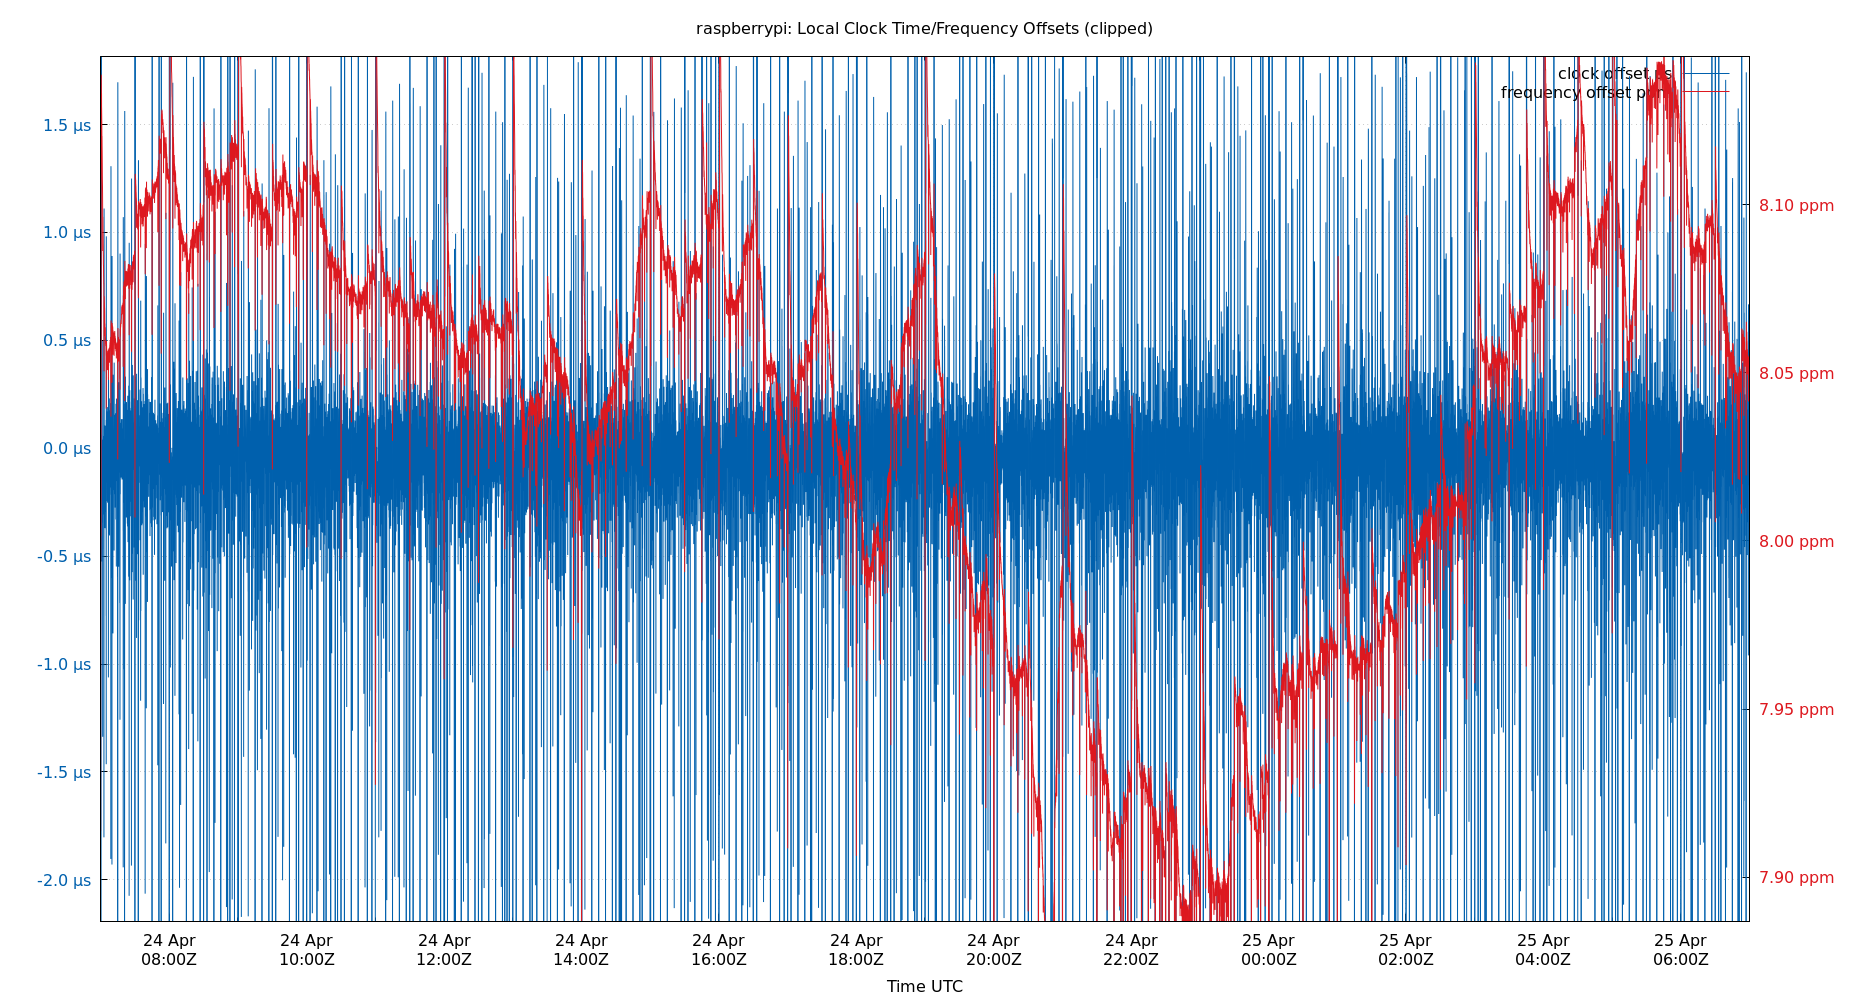 raspberrypi: Local Clock Time/Frequency Offsets (clipped)
clock offset
frequency offset ppm
1.5 µs
1.0 µs
0.5 µs
0.0 µs
-0.5 µs
-1.0 µs
-1.5 µs
-2.0 µs
8.10 ppm
8.05 ppm
8.00 ppm
7.95 ppm
7.90 ppm
24 Apr 24 Apr 24 Apr 24 Apr 24 Apr 24 Apr 24 Apr 24 Apr 25 Apr 25 Apr 25 Apr 25 Apr
08:00Z 10:00Z 12:00Z 14:00Z 16:00Z 18:00Z 20:00Z 22:00Z 00:00Z 02:00Z 04:00Z 06:00Z
Time UTC